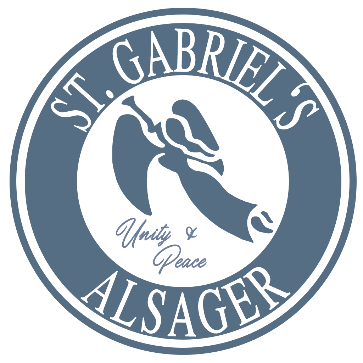 ST. GABRIEL'S
Unity &
Peace
ALSAGER